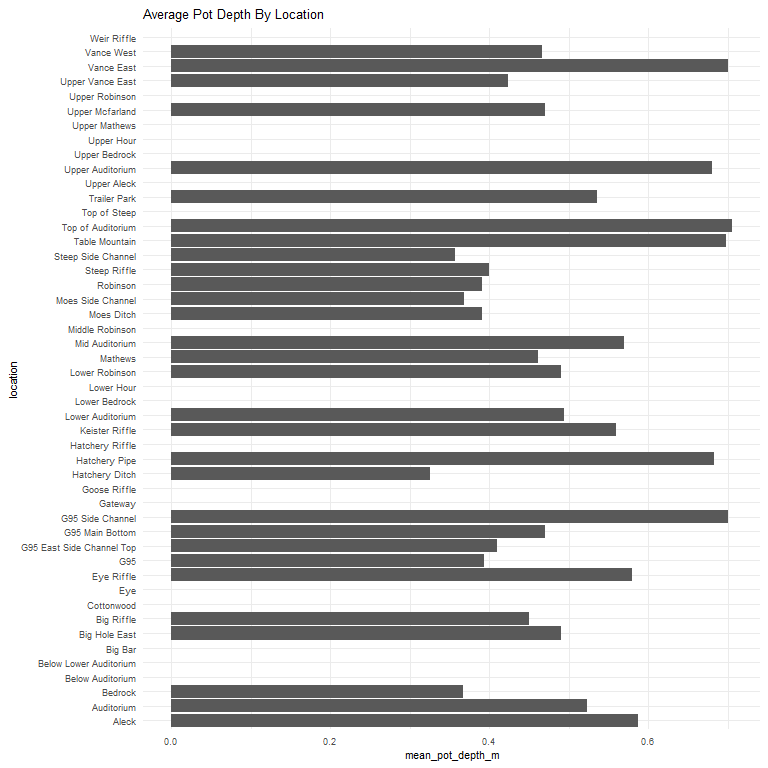 Average Pot Depth By Location
Weir Riffle
Vance West
Vance East
Upper Vance East
Upper Robinson
Upper Mcfarland
Upper Mathews
Upper Hour
Upper Bedrock
Upper Auditorium
Upper Aleck
Trailer Park
Top of Steep
Top of Auditorium
Table Mountain
Steep Side Channel
Steep Riffle
Robinson
Moes Side Channel
Moes Ditch
Middle Robinson
Mid Auditorium
Mathews
Lower Robinson
Lower Hour
Lower Bedrock
Lower Auditorium
Keister Riffle
Hatchery Riffle
Hatchery Pipe
Hatchery Ditch
Goose Riffle
Gateway
G95 Side Channel
G95 Main Bottom
G95 East Side Channel Top
G95
Eye Riffle
Eye
Cottonwood
Big Riffle
Big Hole East
Big Bar
Below Lower Auditorium
Below Auditorium
Bedrock
Auditorium
Aleck
location
0.0 0.2 0.4 0.6
mean_pot_depth_m